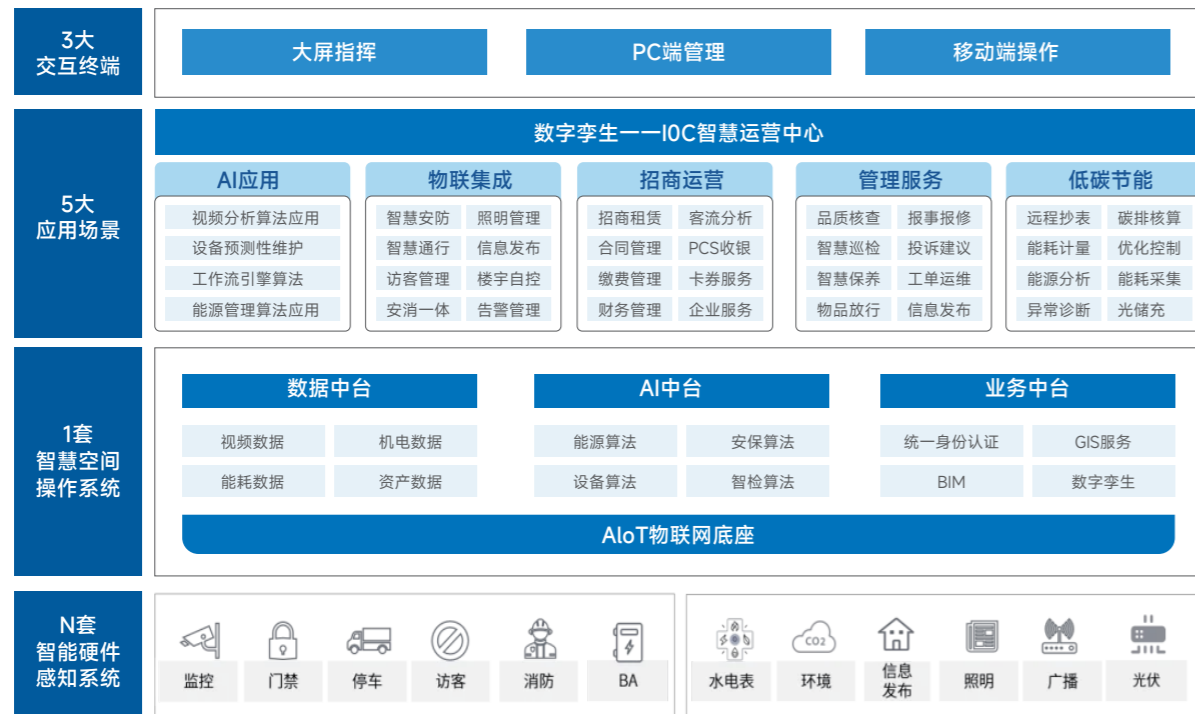 3大
交互终端
大屏指挥
PC端管理
移动端操作
5大
应用场景
数字孪生一一I0C智慧运营中心
AI应用
视频分析算法应用
设备预测性维护
工作流引擎算法
能源管理算法应用
物联集成
智慧安防 照明管理
智慧通行 信息发布
访客管理 楼宇自控
安消一体 告警管理
招商运营
招商租赁 客流分析
合同管理 PCS收银
缴费管理 卡券服务
财务管理 企业服务
管理服务
品质核查 报事报修
智慧巡检 投诉建议
智慧保养 工单运维
物品放行 信息发布
低碳节能
远程抄表 碳排核算
能耗计量 优化控制
能源分析 能耗采集
异常诊断 光储充
1套
智慧空间
操作系统
数据中台
视频数据 机电数据
能耗数据 资产数据
AI中台
能源算法 安保算法
设备算法 智检算法
业务中台
统一身份认证 GIS服务
BIM 数字孪生
AIoT物联网底座
N套
智能硬件
感知系统
监控
门禁
停车
访客
消防
BA
水电表
CO2
环境
信息
发布
照明
广播
光伏